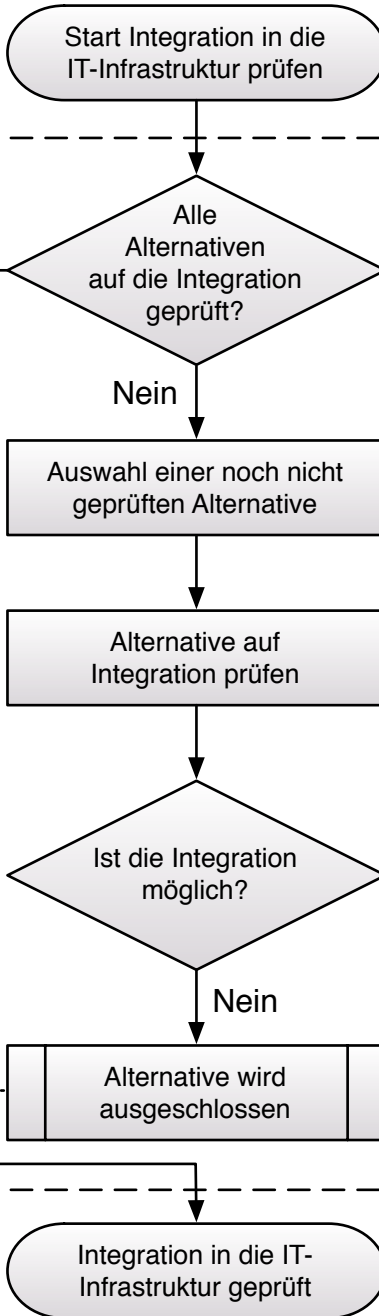 Start Integration in die
IT-Infrastruktur prüfen
Alle
Alternativen
auf die Integration
geprüft?
Nein
Auswahl einer noch nicht
geprüften Alternative
Alternative auf
Integration prüfen
Ist die Integration
möglich?
Nein
Alternative wird
ausgeschlossen
Integration in die IT-
Infrastruktur geprüft